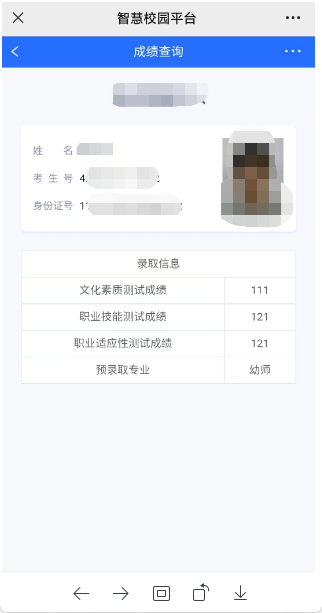 智慧校园平台
成绩查询
姓 名
考 生 号 4
身份证号 1
录取信息
文化素质测试成绩 111
职业技能测试成绩 121
职业适应性测试成绩 121
预录取专业 幼师